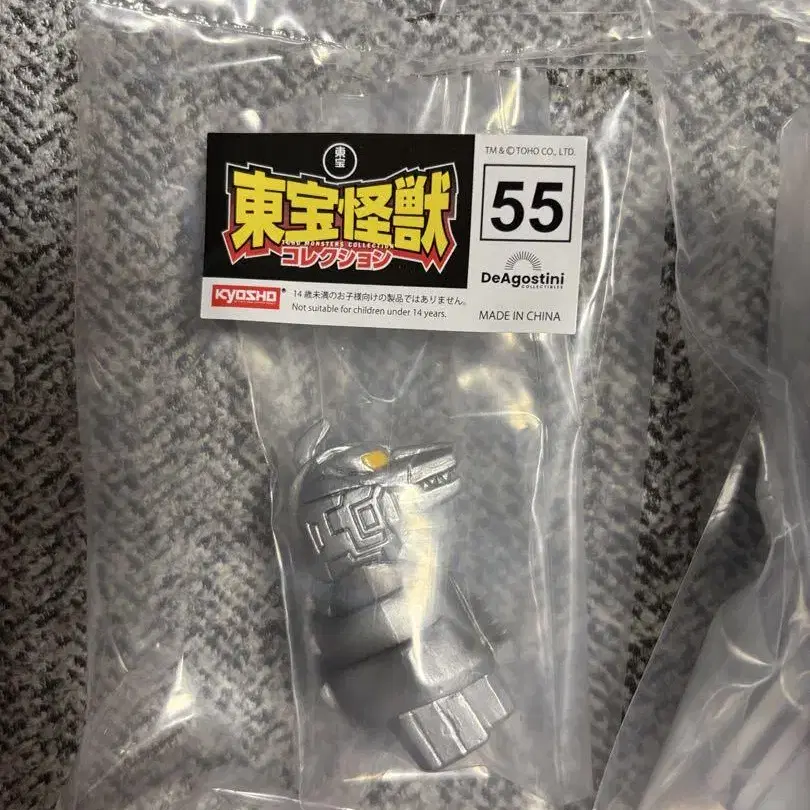 東宝
東宝怪獣
TOHO MONSTERS COLLECTION
コレクション
TM & © TOHO CO., LTD.
55
DeAgostini
COLLECTIBLES
KYOSHO® 14歳未満のお子様向けの製品ではありません。
Not suitable for children under 14 years.
MADE IN CHINA